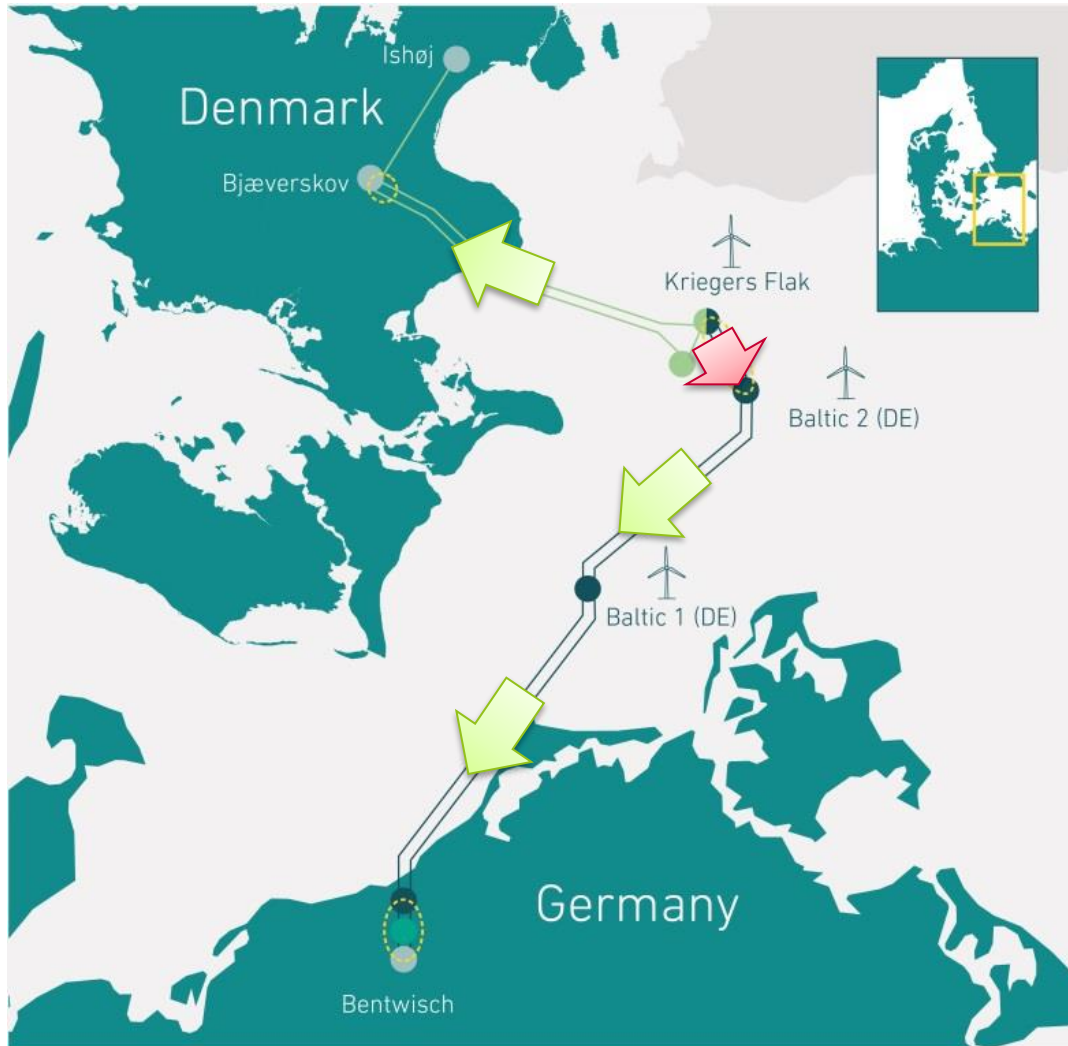 Ishøj
Denmark
Bjæverskov
Kriegers Flak
Baltic 2 (DE)
Baltic 1 (DE)
Germany
Bentwisch